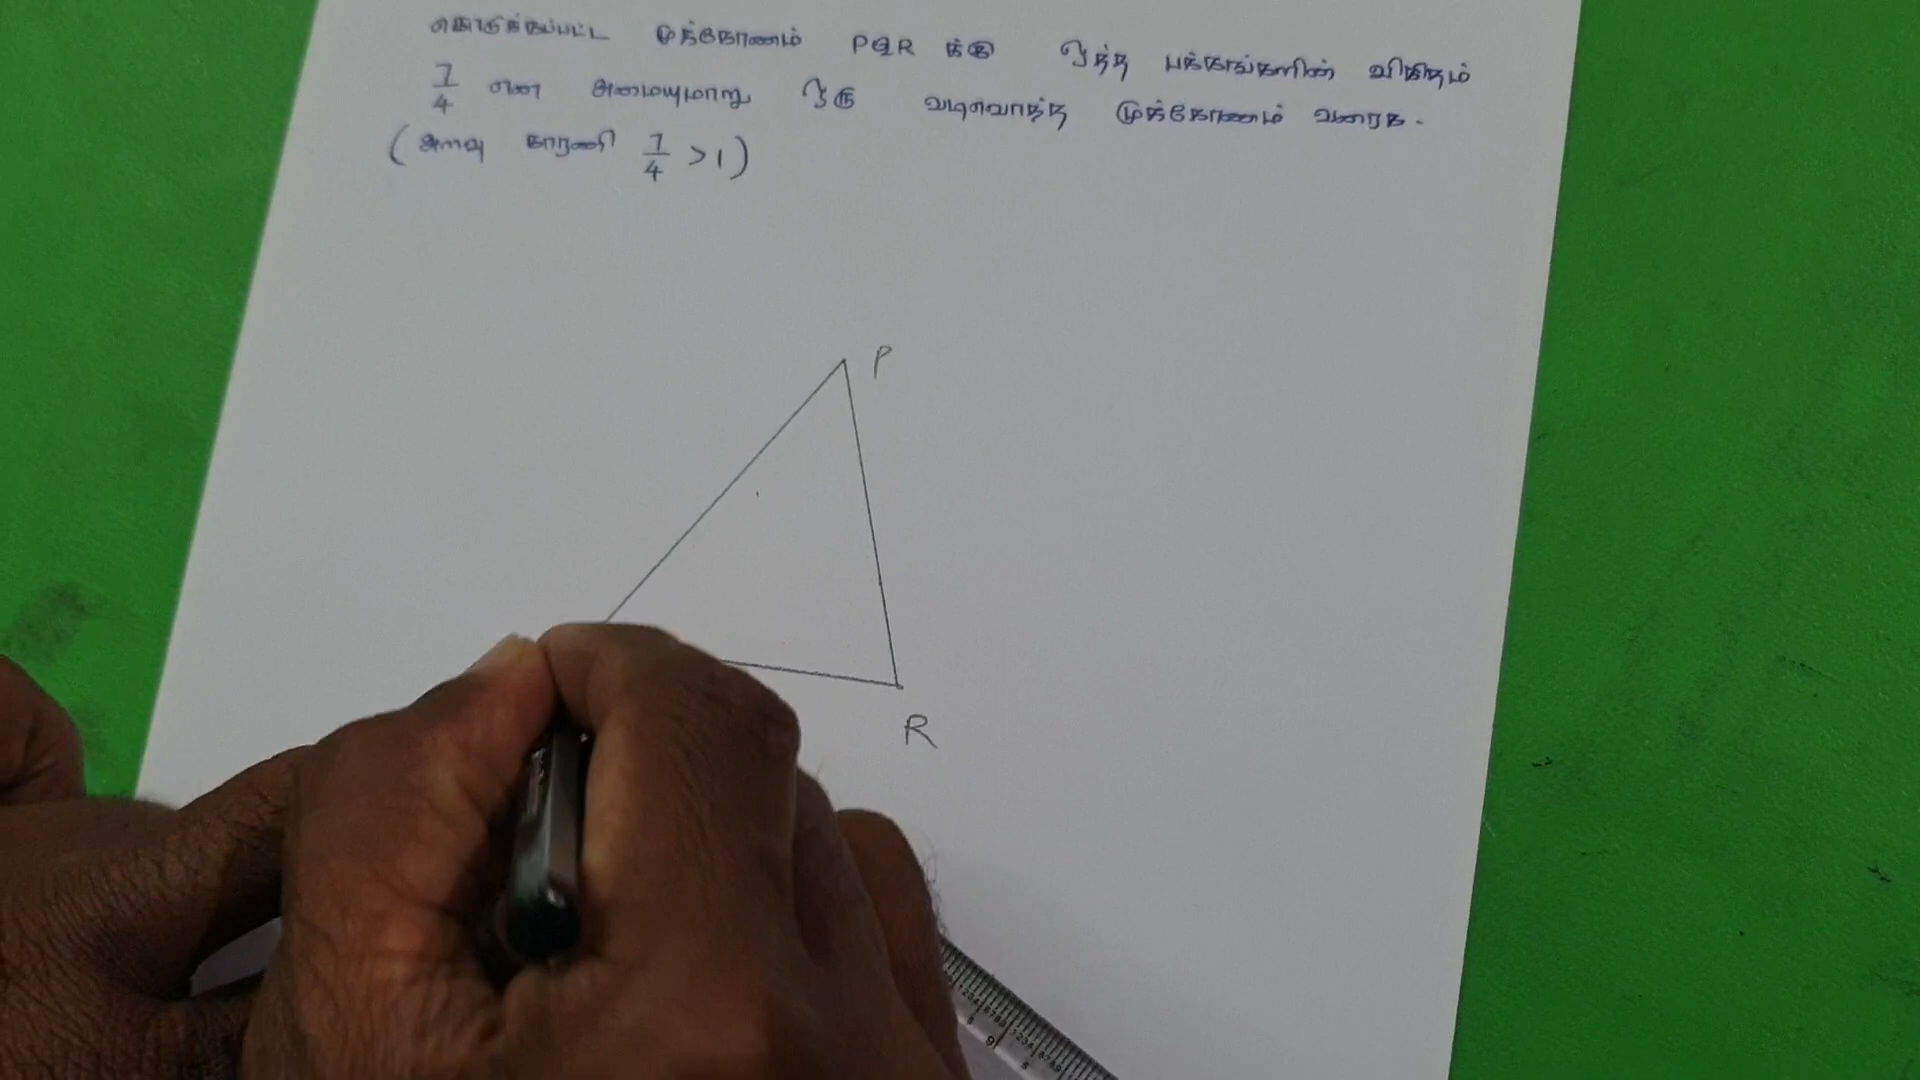 கொடுக்கப்பட்ட முக்கோணம் PQR க்கு ஒத்த பக்கங்களின் விகிதம்
7/4 என அமையுமாறு ஒரு வடிவொத்த முக்கோணம் வரைக.
(அளவு காரணி 7/4 > 1)
P
R